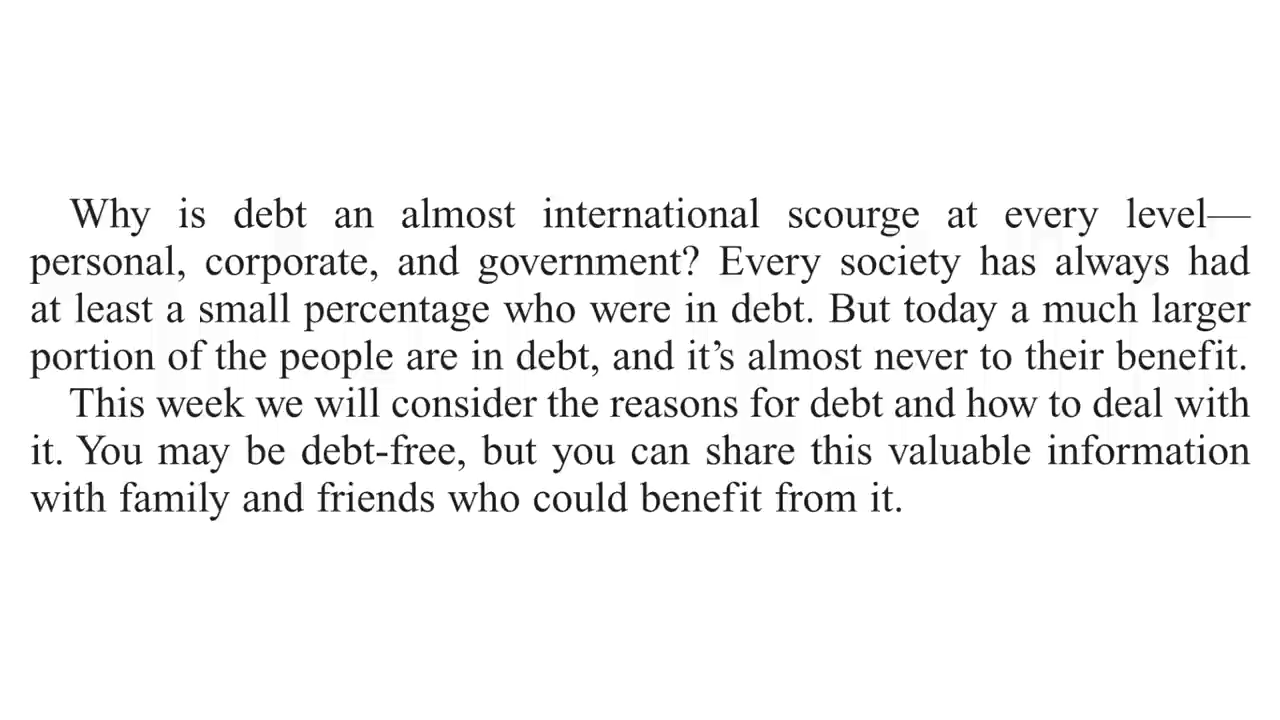 Why is debt an almost international scourge at every level—
personal, corporate, and government? Every society has always had
at least a small percentage who were in debt. But today a much larger
portion of the people are in debt, and it’s almost never to their benefit.
This week we will consider the reasons for debt and how to deal with
it. You may be debt-free, but you can share this valuable information
with family and friends who could benefit from it.